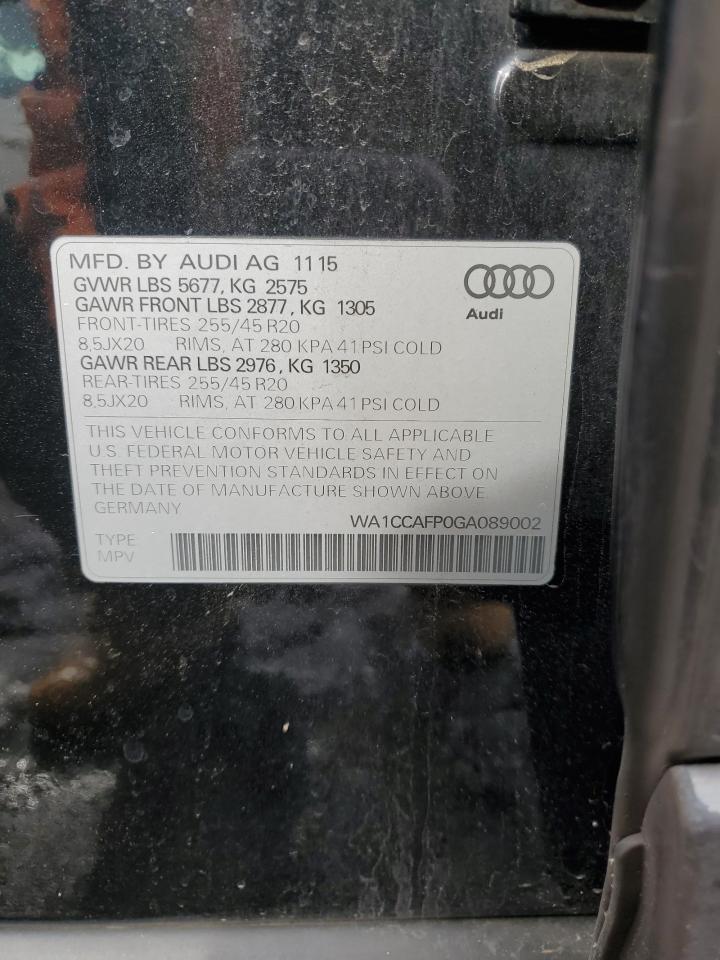 MFD. BY AUDI AG 11 15
GVWR LBS 5677, KG 2575
GAWR FRONT LBS 2877, KG 1305
FRONT-TIRES 255/45 R20
8,5JX20 RIMS, AT 280 KPA 41 PSI COLD
GAWR REAR LBS 2976, KG 1350
REAR-TIRES 255/45 R20
8,5JX20 RIMS, AT 280 KPA 41 PSI COLD
Audi
THIS VEHICLE CONFORMS TO ALL APPLICABLE
U.S. FEDERAL MOTOR VEHICLE SAFETY AND
THEFT PREVENTION STANDARDS IN EFFECT ON
THE DATE OF MANUFACTURE SHOWN ABOVE
GERMANY
WA1CCAFP0GA089002
TYPE
MPV